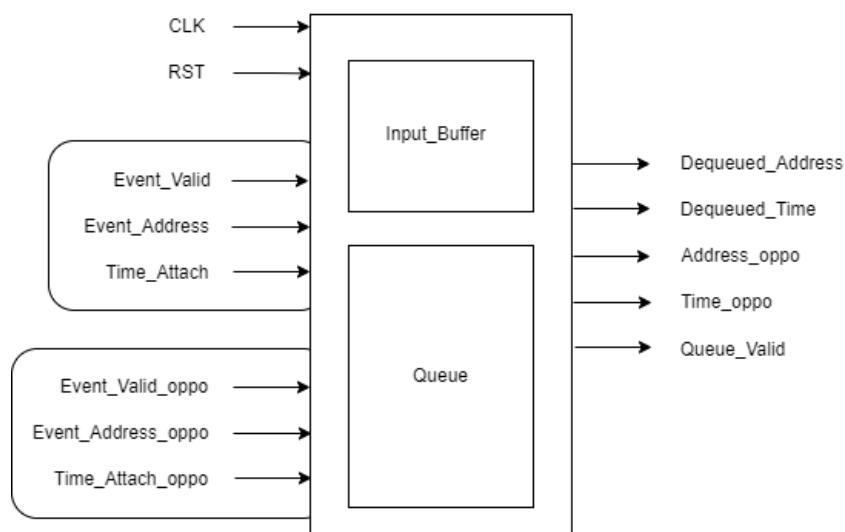 CLK
RST
Event_Valid
Event_Address
Time_Attach
Event_Valid_oppo
Event_Address_oppo
Time_Attach_oppo
Input_Buffer
Queue
Dequeued_Address
Dequeued_Time
Address_oppo
Time_oppo
Queue_Valid